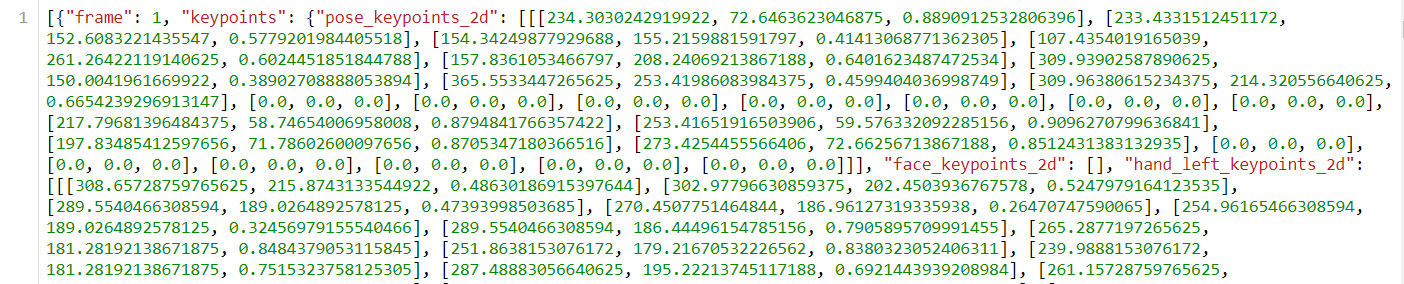 1 [{"frame": 1, "keypoints": {"pose_keypoints_2d": [[[234.3030242919922, 72.6463623046875, 0.8890912532806396], [233.4331512451172,
152.6083221435547, 0.5779201984405518], [154.34249877929688, 155.2159881591797, 0.41413068771362305], [107.4354019165039,
261.26422119140625, 0.6024451851844788], [157.8361053466797, 208.24069213867188, 0.6401623487472534], [309.93902587890625,
150.0041961669922, 0.38902708888053894], [365.5533447265625, 253.41986083984375, 0.4599404036998749], [309.96380615234375, 214.320556640625,
0.6654239296913147], [0.0, 0.0, 0.0], [0.0, 0.0, 0.0], [0.0, 0.0, 0.0], [0.0, 0.0, 0.0], [0.0, 0.0, 0.0], [0.0, 0.0, 0.0], [0.0, 0.0, 0.0],
[217.79681396484375, 58.74654006958008, 0.8794841766357422], [253.41651916503906, 59.576332092285156, 0.9096270799636841],
[197.83485412597656, 71.78602600097656, 0.8705347180366516], [273.4254455566406, 72.66256713867188, 0.8512431383132935], [0.0, 0.0, 0.0],
[0.0, 0.0, 0.0], [0.0, 0.0, 0.0], [0.0, 0.0, 0.0], [0.0, 0.0, 0.0], [0.0, 0.0, 0.0]]], "face_keypoints_2d": [], "hand_left_keypoints_2d":
[[[308.65728759765625, 215.8743133544922, 0.48630186915397644], [302.97796630859375, 202.4503936767578, 0.5247979164123535],
[289.5540466308594, 189.0264892578125, 0.47393998503685], [270.4507751464844, 186.96127319335938, 0.26470747590065], [254.96165466308594,
189.0264892578125, 0.32456979155540466], [289.5540466308594, 186.44496154785156, 0.7905895709991455], [265.2877197265625,
181.28192138671875, 0.8484379053115845], [251.8638153076172, 179.21670532226562, 0.8380323052406311], [239.9888153076172,
181.28192138671875, 0.7515323758125305], [287.48883056640625, 195.22213745117188, 0.6921443939208984], [261.15728759765625,